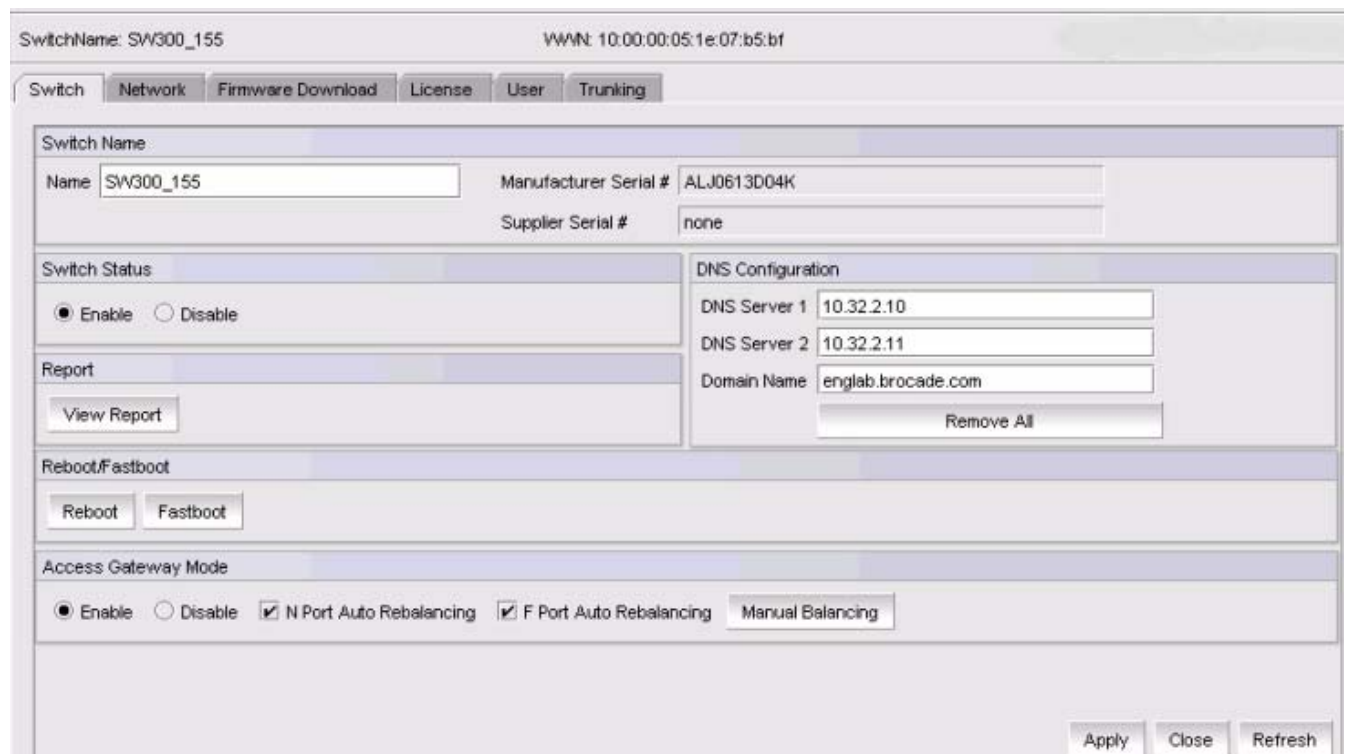 SwitchName: SW300_155 WWN: 10:00:00:05:1e:07:b5:bf
Switch Network Firmware Download License User Trunking
Switch Name
Name SW300_155 Manufacturer Serial # ALJ0613D04K
Supplier Serial # none
Switch Status
Enable Disable
DNS Configuration
DNS Server 1 10.32.2.10
DNS Server 2 10.32.2.11
Domain Name englab.brocade.com
Remove All
Report
View Report
Reboot/Fastboot
Reboot Fastboot
Access Gateway Mode
Enable Disable N Port Auto Rebalancing F Port Auto Rebalancing Manual Balancing
Apply Close Refresh